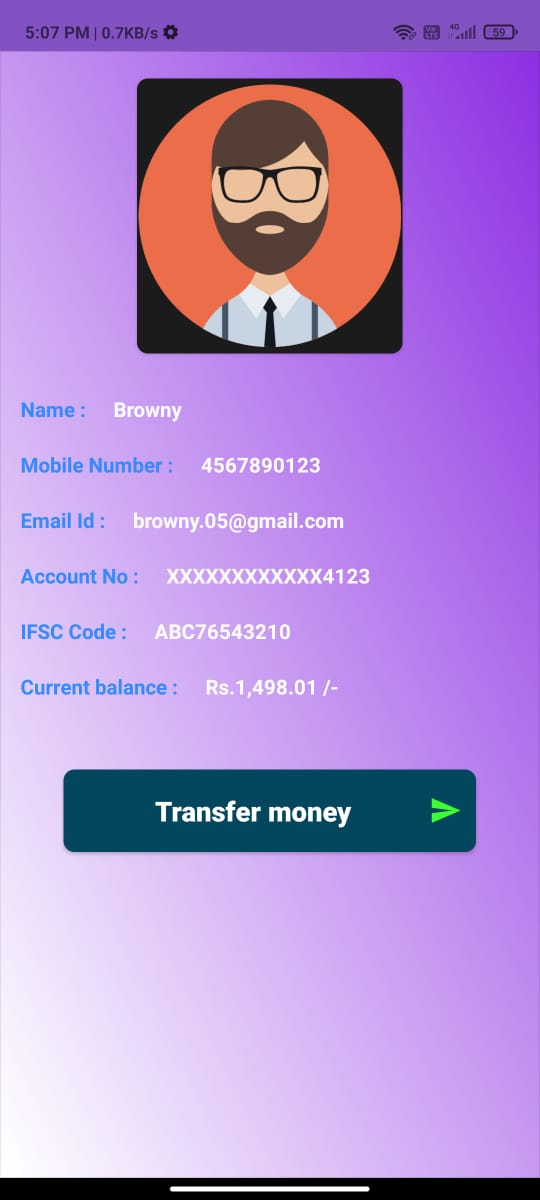 5:07 PM | 0.7KB/s
4G
59
Name : Browny
Mobile Number : 4567890123
Email Id : browny.05@gmail.com
Account No : XXXXXXXXXXXX4123
IFSC Code : ABC76543210
Current balance : Rs.1,498.01 /-
Transfer money